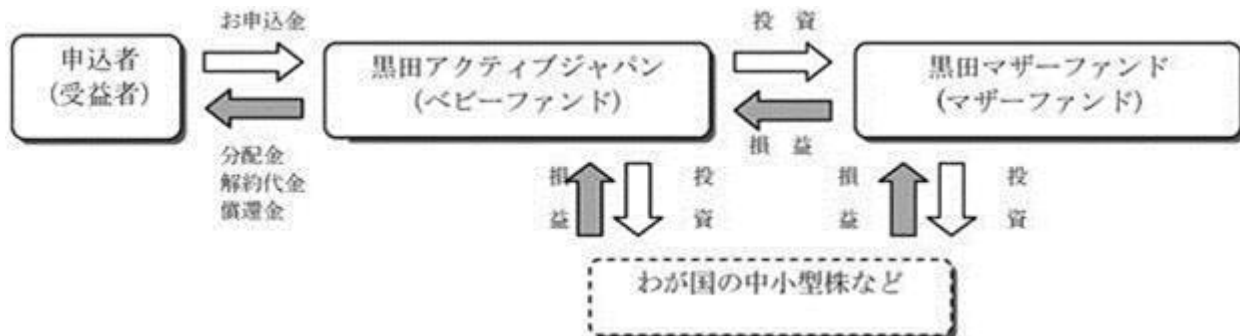 お申込金
投 資
申込者
(受益者)
黒田アクティブジャパン
(ベビーファンド)
黒田マザーファンド
(マザーファンド)
分配金
解約代金
償還金
損 益
損
益
投
資
損
益
投
資
わが国の中小型株など